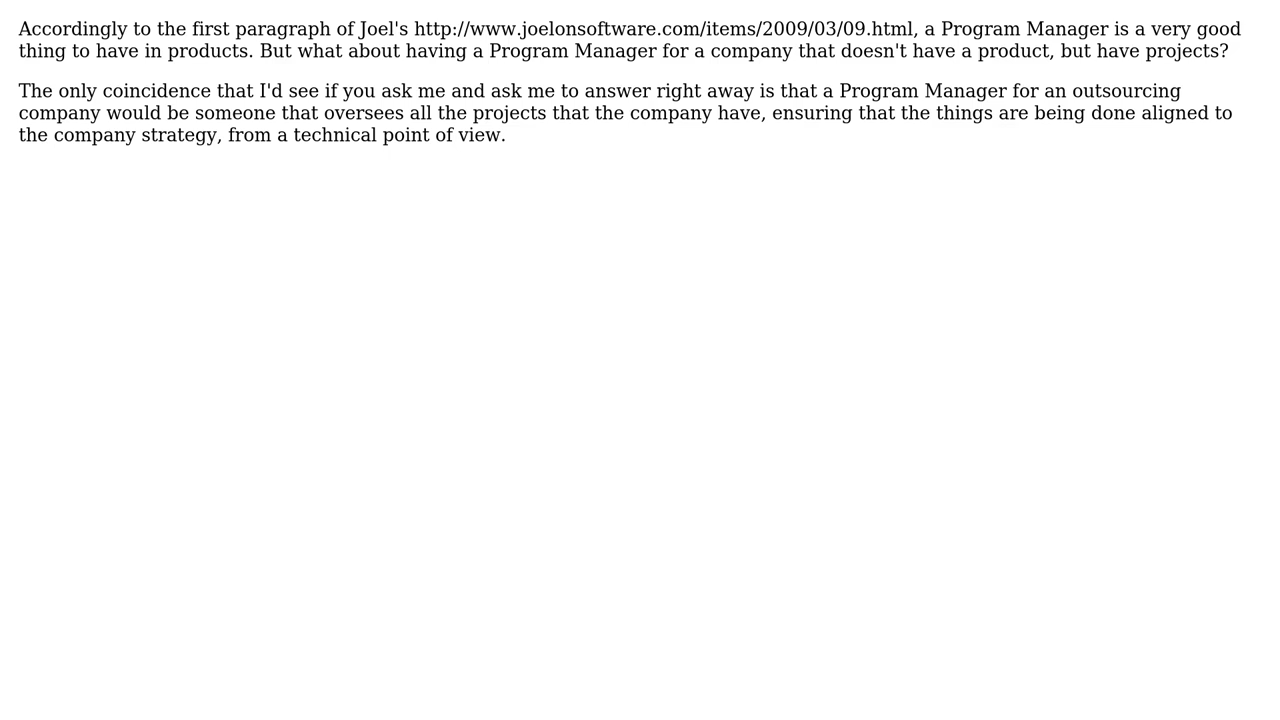 Accordingly to the first paragraph of Joel's http://www.joelonsoftware.com/items/2009/03/09.html, a Program Manager is a very good
thing to have in products. But what about having a Program Manager for a company that doesn't have a product, but have projects?
The only coincidence that I'd see if you ask me and ask me to answer right away is that a Program Manager for an outsourcing
company would be someone that oversees all the projects that the company have, ensuring that the things are being done aligned to
the company strategy, from a technical point of view.